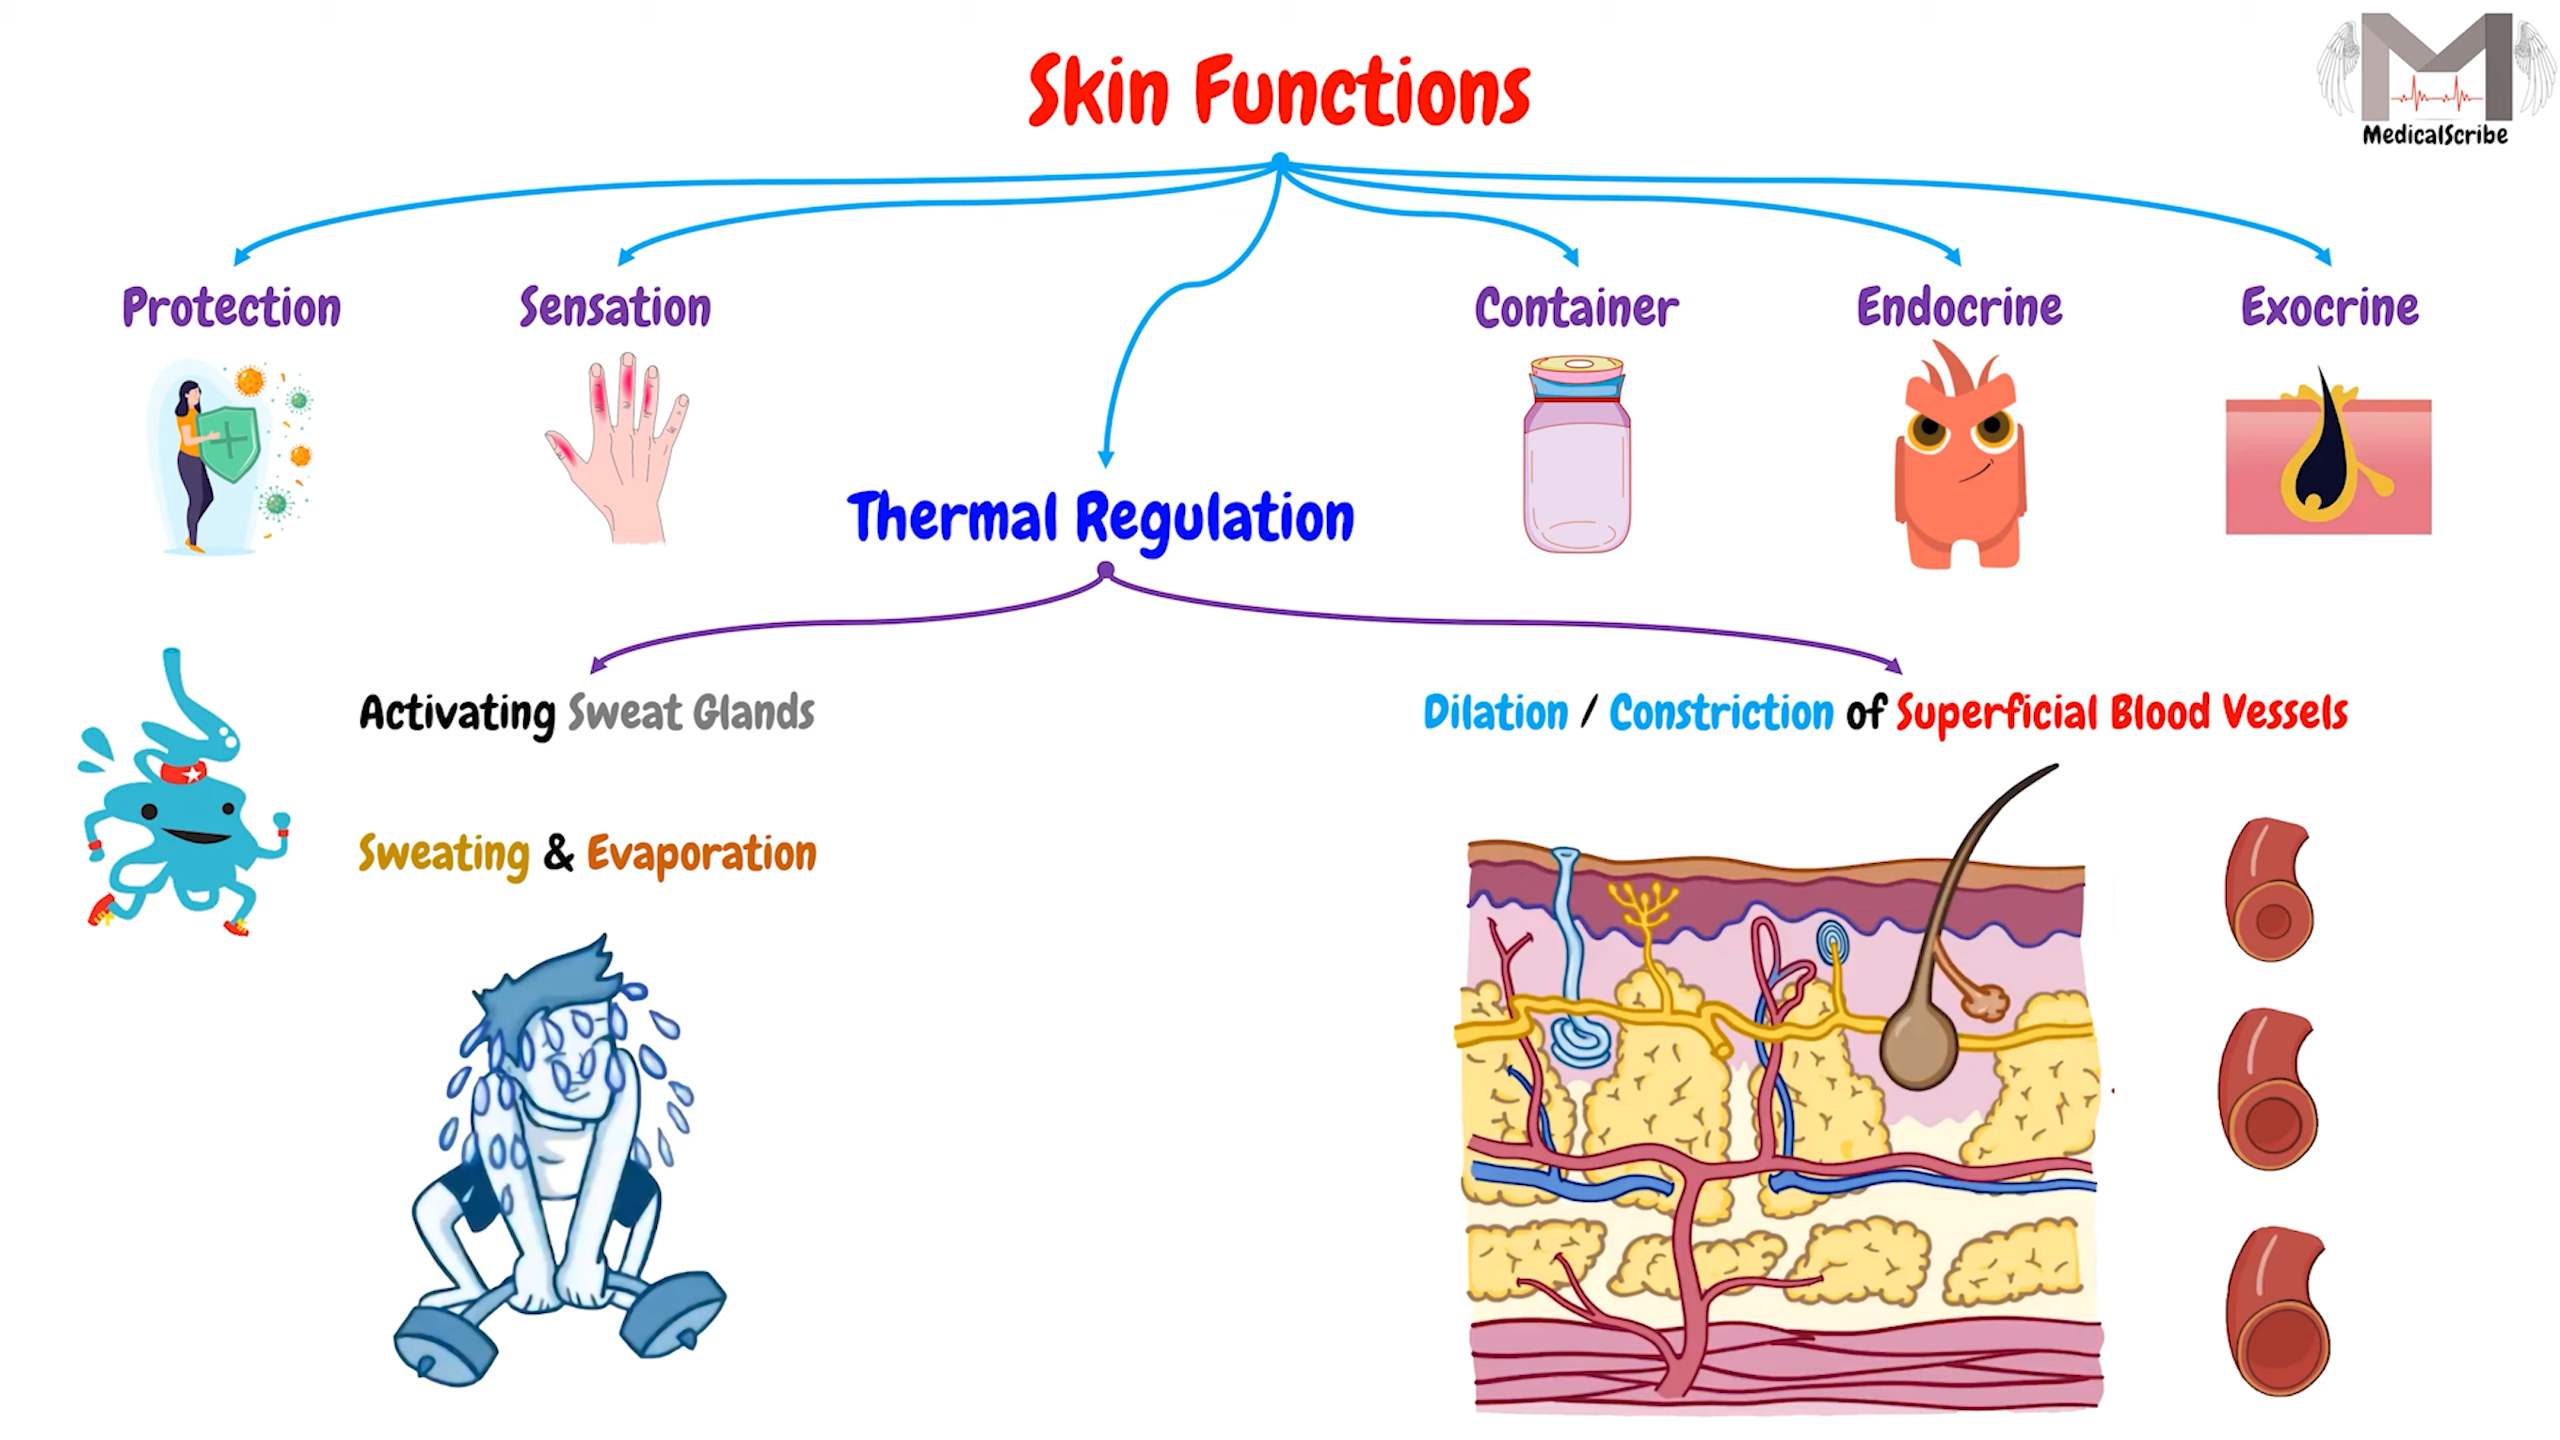 Skin Functions
MedicalScribe
Protection
Sensation
Container
Endocrine
Exocrine
Thermal Regulation
Activating Sweat Glands
Dilation / Constriction of Superficial Blood Vessels
Sweating & Evaporation